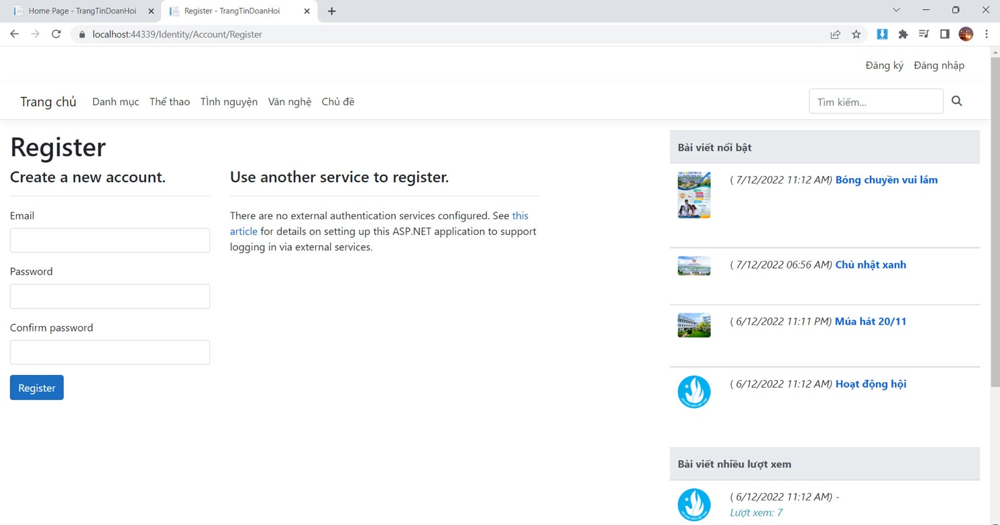 Home Page - TrangTinDoanHoi
Register - TrangTinDoanHoi
localhost:44339/Identity/Account/Register
Đăng ký Đăng nhập
Trang chủ Danh mục Thể thao TÌnh nguyện Văn nghệ Chủ đề
Tìm kiếm...
Register
Create a new account.
Email
Password
Confirm password
Register
Use another service to register.
There are no external authentication services configured. See this
article for details on setting up this ASP.NET application to support
logging in via external services.
Bài viết nổi bật
( 7/12/2022 11:12 AM) Bóng chuyền vui lắm
( 7/12/2022 06:56 AM) Chủ nhật xanh
( 6/12/2022 11:11 PM) Múa hát 20/11
( 6/12/2022 11:12 AM) Hoạt động hội
Bài viết nhiều lượt xem
( 6/12/2022 11:12 AM) -
Lượt xem: 7